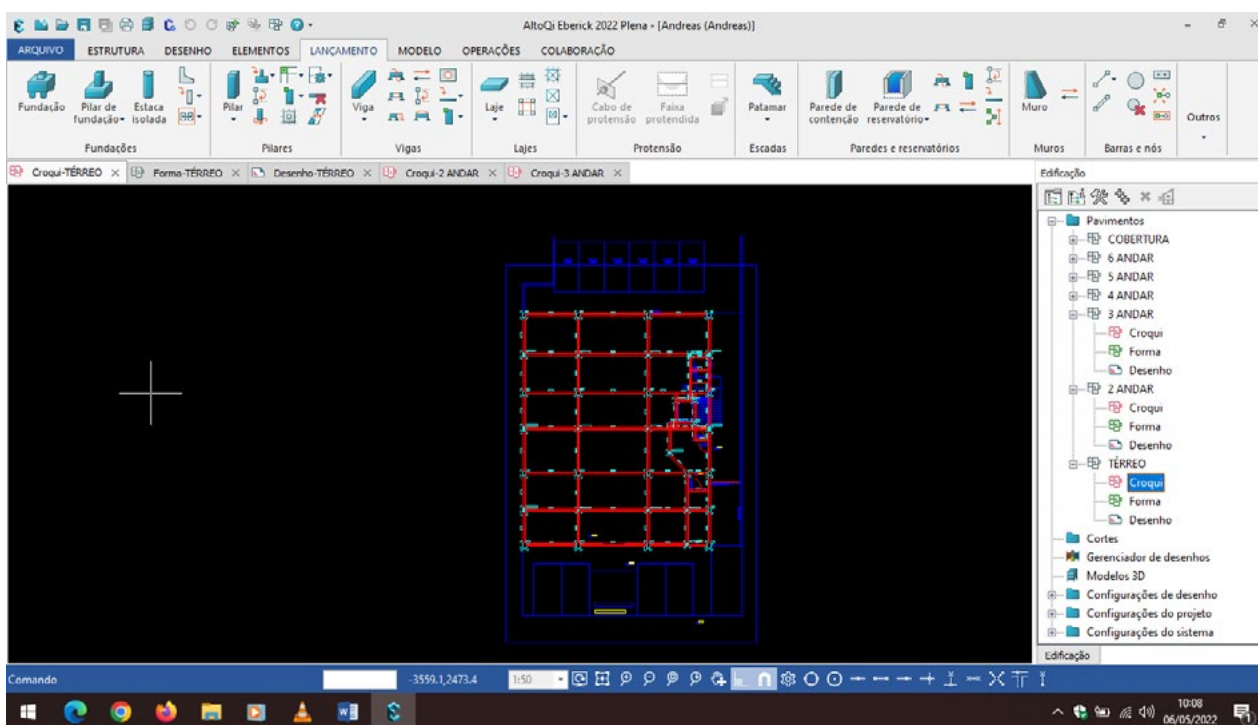 AltoQi Eberick 2022 Plena - [Andreas (Andreas)]
ARQUIVO ESTRUTURA DESENHO ELEMENTOS LANÇAMENTO MODELO OPERAÇÕES COLABORAÇÃO
Fundação Pilar de fundação Estaca isolada Pilar Viga Laje Cabo de protensão Faixa protendida Patamar Parede de contenção Parede de reservatório Muro Outros
Fundações Pilares Vigas Lajes Protensão Escadas Paredes e reservatórios Muros Barras e nós
Croqui-TÉRREO Forma-TÉRREO Desenho-TÉRREO Croqui-2 ANDAR Croqui-3 ANDAR
Edificação
Pavimentos
COBERTURA
6 ANDAR
5 ANDAR
4 ANDAR
3 ANDAR
Croqui
Forma
Desenho
2 ANDAR
Croqui
Forma
Desenho
TÉRREO
Croqui
Forma
Desenho
Cortes
Gerenciador de desenhos
Modelos 3D
Configurações de desenho
Configurações do projeto
Configurações do sistema
Edificação
Comando -3559.1,2473.4 1:50
10:08
06/05/2022